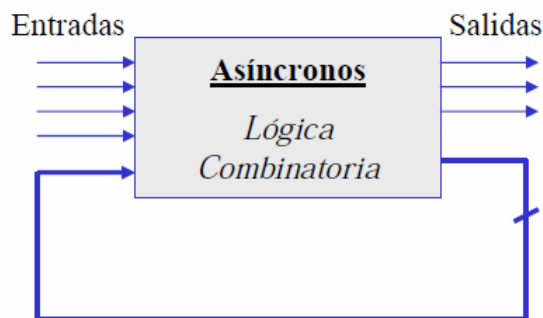 Entradas
Salidas
Asíncronos
Lógica
Combinatoria